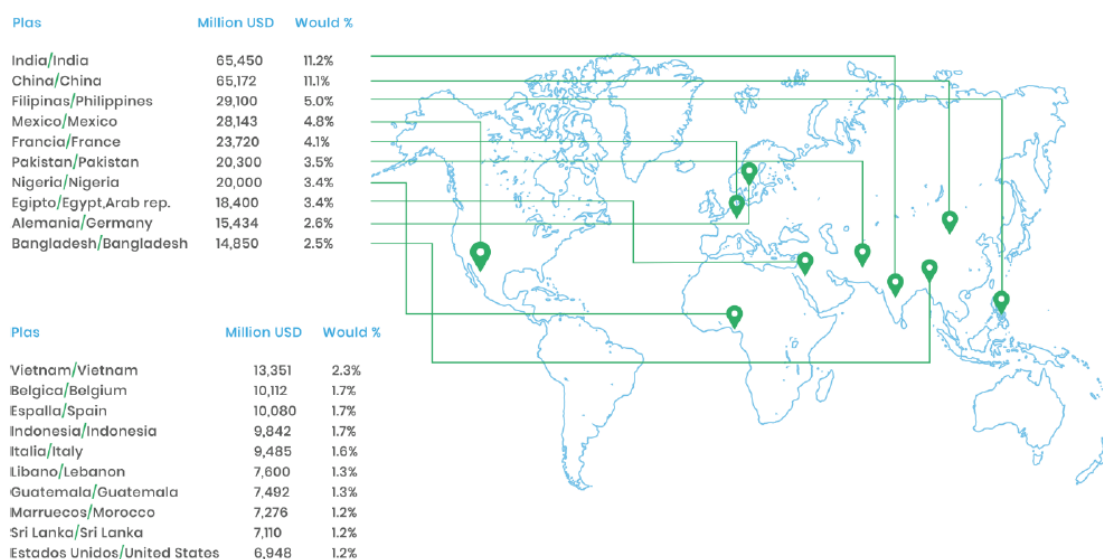 Plas Million USD Would %
India/India 65,450 11.2%
China/China 65,172 11.1%
Filipinas/Philippines 29,100 5.0%
Mexico/Mexico 28,143 4.8%
Francia/France 23,720 4.1%
Pakistan/Pakistan 20,300 3.5%
Nigeria/Nigeria 20,000 3.4%
Egipto/Egypt,Arab rep. 18,400 3.4%
Alemania/Germany 15,434 2.6%
Bangladesh/Bangladesh 14,850 2.5%
Plas Million USD Would %
Vietnam/Vietnam 13,351 2.3%
Belgica/Belgium 10,112 1.7%
Espalla/Spain 10,080 1.7%
Indonesia/Indonesia 9,842 1.7%
Italia/Italy 9,485 1.6%
Libano/Lebanon 7,600 1.3%
Guatemala/Guatemala 7,492 1.3%
Marruecos/Morocco 7,276 1.2%
Sri Lanka/Sri Lanka 7,110 1.2%
Estados Unidos/United States 6,948 1.2%